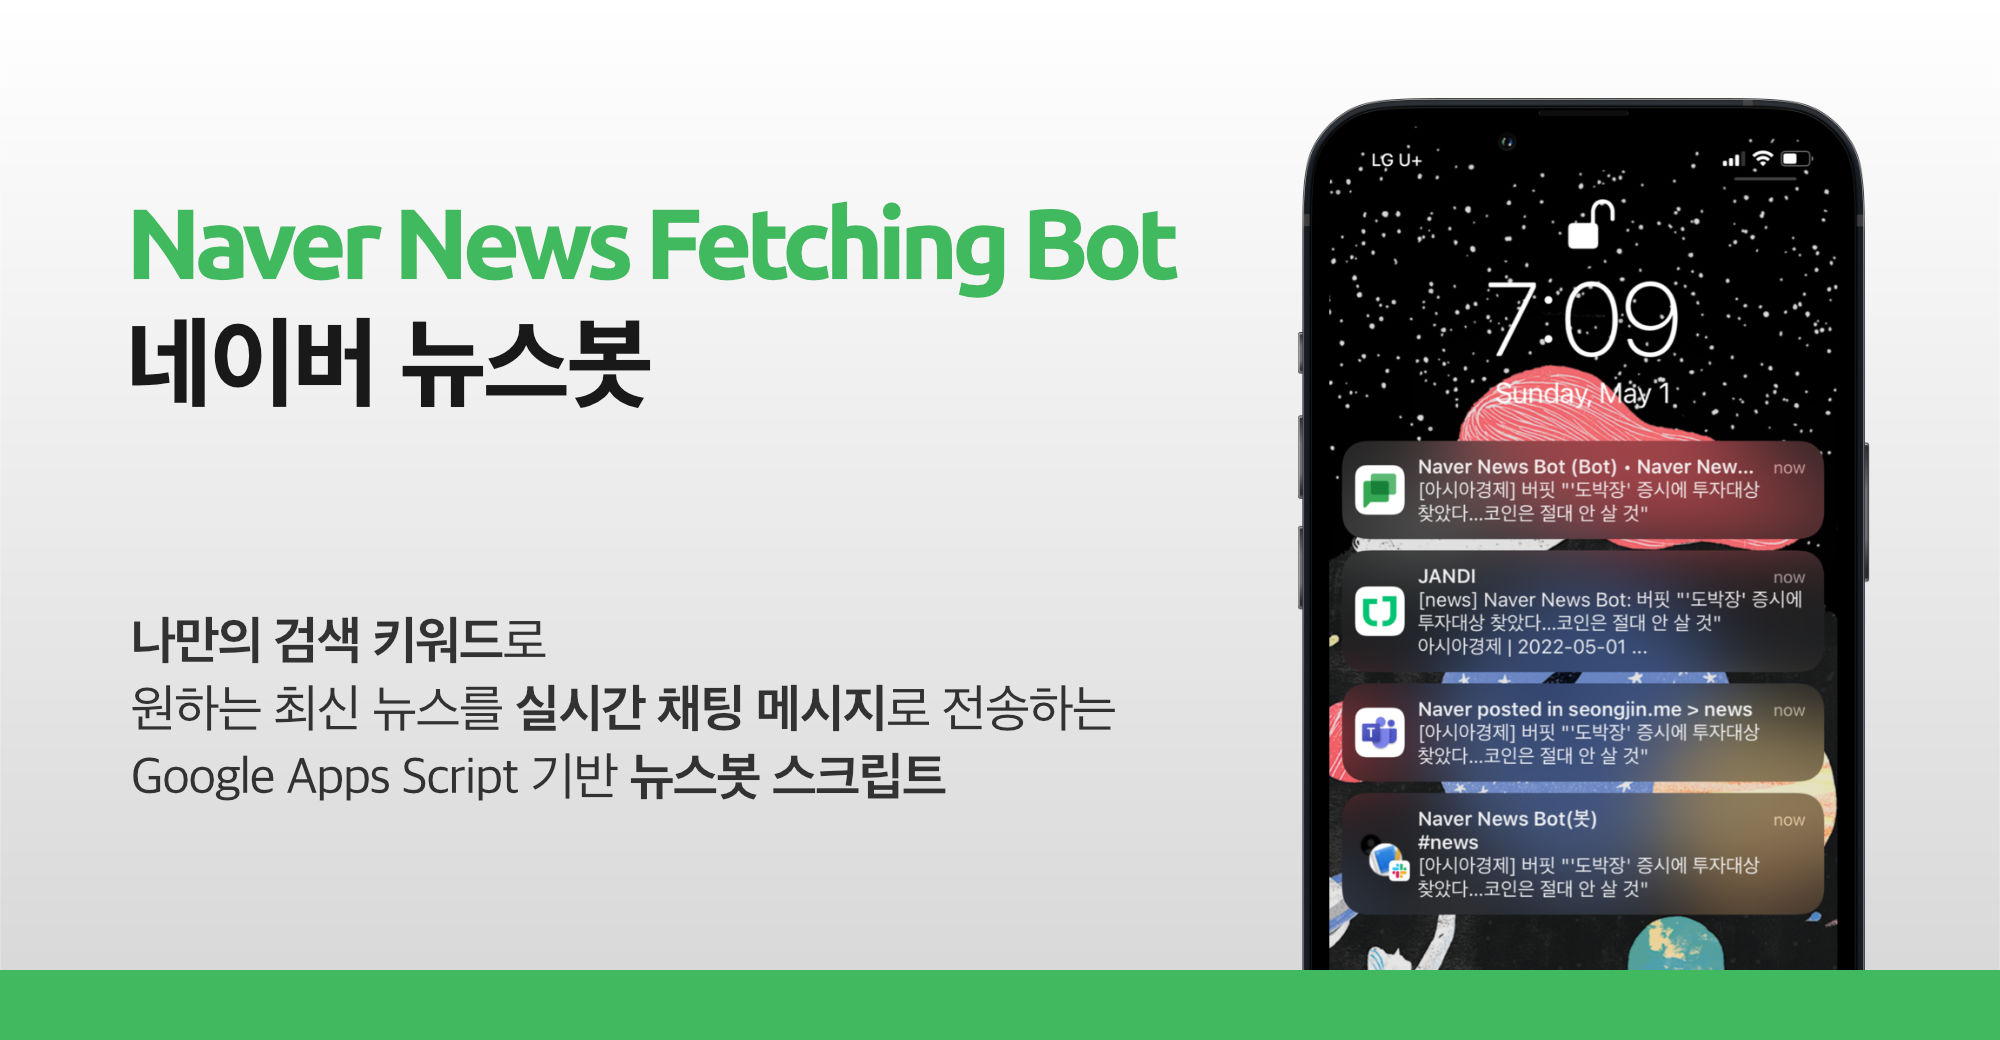 Naver News Fetching Bot
네이버 뉴스봇
나만의 검색 키워드로
원하는 최신 뉴스를 실시간 채팅 메시지로 전송하는
Google Apps Script 기반 뉴스봇 스크립트
LG U+
7:09
Sunday, May 1
Naver News Bot (Bot) • Naver New... now
[아시아경제] 버핏 "'도박장' 증시에 투자대상
찾았다...코인은 절대 안 살 것"
JANDI now
[news] Naver News Bot: 버핏 "'도박장' 증시에
투자대상 찾았다...코인은 절대 안 살 것"
아시아경제 | 2022-05-01 ...
Naver posted in seongjin.me > news now
[아시아경제] 버핏 "'도박장' 증시에 투자대상
찾았다...코인은 절대 안 살 것"
Naver News Bot(봇) now
#news
[아시아경제] 버핏 "'도박장' 증시에 투자대상
찾았다...코인은 절대 안 살 것"